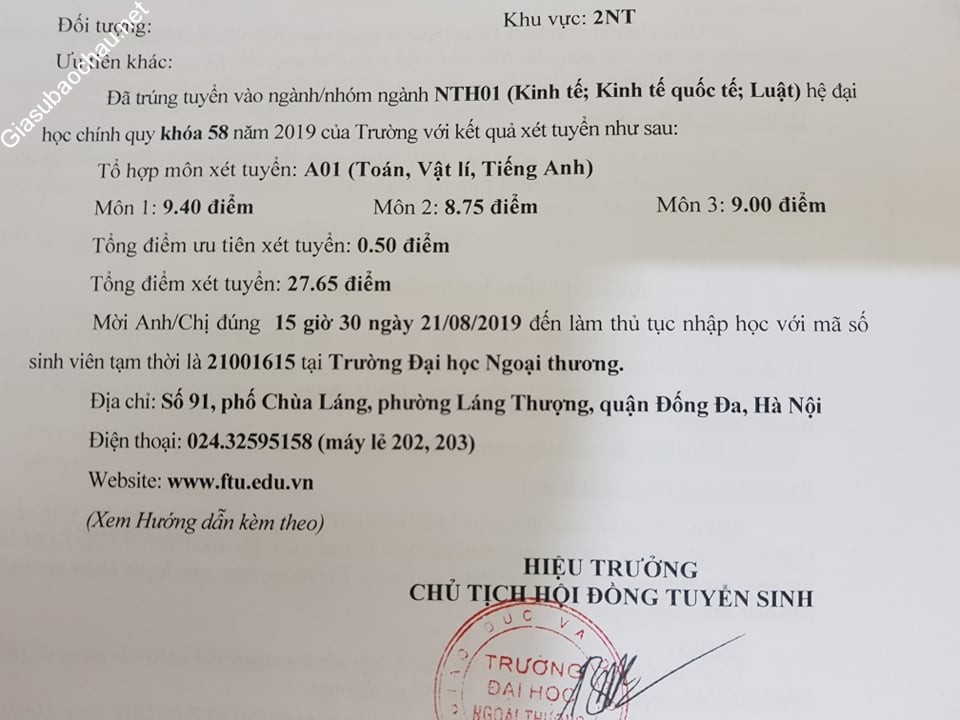 Giasubaochau.net
Đối tượng:
Khu vực: 2NT
Ưu tiên khác:
Đã trúng tuyển vào ngành/nhóm ngành NTH01 (Kinh tế; Kinh tế quốc tế; Luật) hệ đại
học chính quy khóa 58 năm 2019 của Trường với kết quả xét tuyển như sau:
Tổ hợp môn xét tuyển: A01 (Toán, Vật lí, Tiếng Anh)
Môn 1: 9.40 điểm Môn 2: 8.75 điểm Môn 3: 9.00 điểm
Tổng điểm ưu tiên xét tuyển: 0.50 điểm
Tổng điểm xét tuyển: 27.65 điểm
Mời Anh/Chị đúng 15 giờ 30 ngày 21/08/2019 đến làm thủ tục nhập học với mã số
sinh viên tạm thời là 21001615 tại Trường Đại học Ngoại thương.
Địa chỉ: Số 91, phố Chùa Láng, phường Láng Thượng, quận Đống Đa, Hà Nội
Điện thoại: 024.32595158 (máy lẻ 202, 203)
Website: www.ftu.edu.vn
(Xem Hướng dẫn kèm theo)
HIỆU TRƯỞNG
CHỦ TỊCH HỘI ĐỒNG TUYỂN SINH
DỤC VÀ
TRƯỜNG
ĐẠI HỌC
NGOẠI